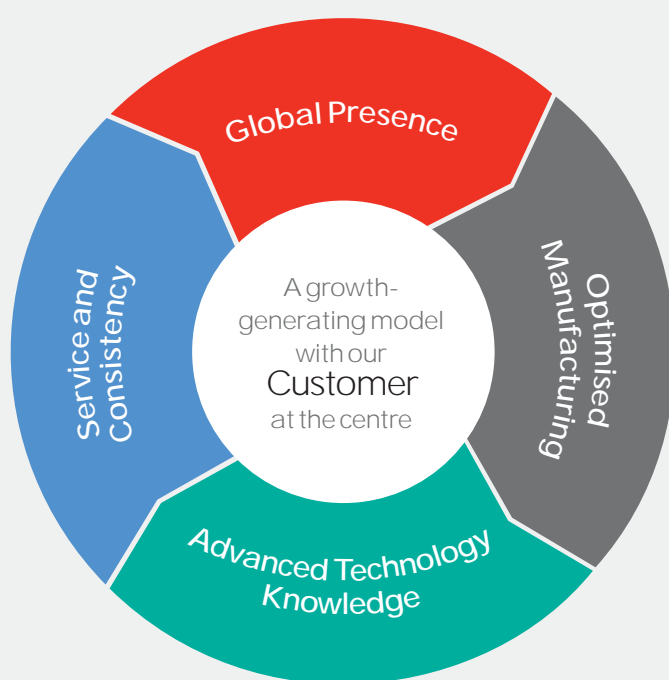 Global Presence
Optimised
Manufacturing
Advanced Technology
Knowledge
Service and
Consistency
A growth-
generating model
with our
Customer
at the centre